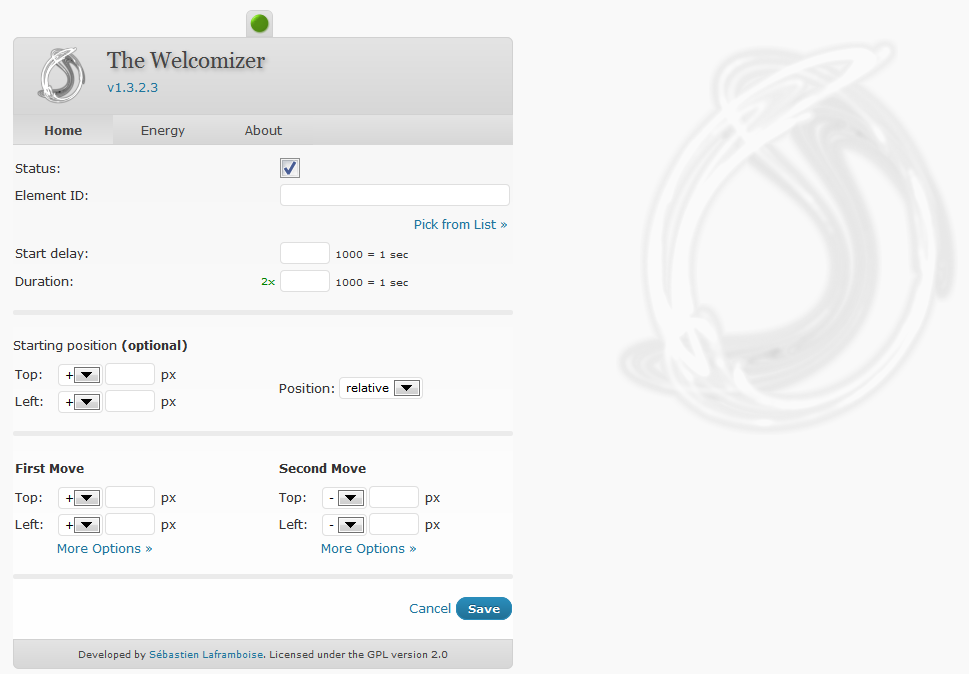 The Welcomizer
v1.3.2.3
Home Energy About
Status:
Element ID:
Pick from List »
Start delay: 1000 = 1 sec
Duration: 2x 1000 = 1 sec
Starting position (optional)
Top: + px
Position: relative
Left: + px
First Move Second Move
Top: + px Top: - px
Left: + px Left: - px
More Options » More Options »
Cancel Save
Developed by Sébastien Laframboise. Licensed under the GPL version 2.0